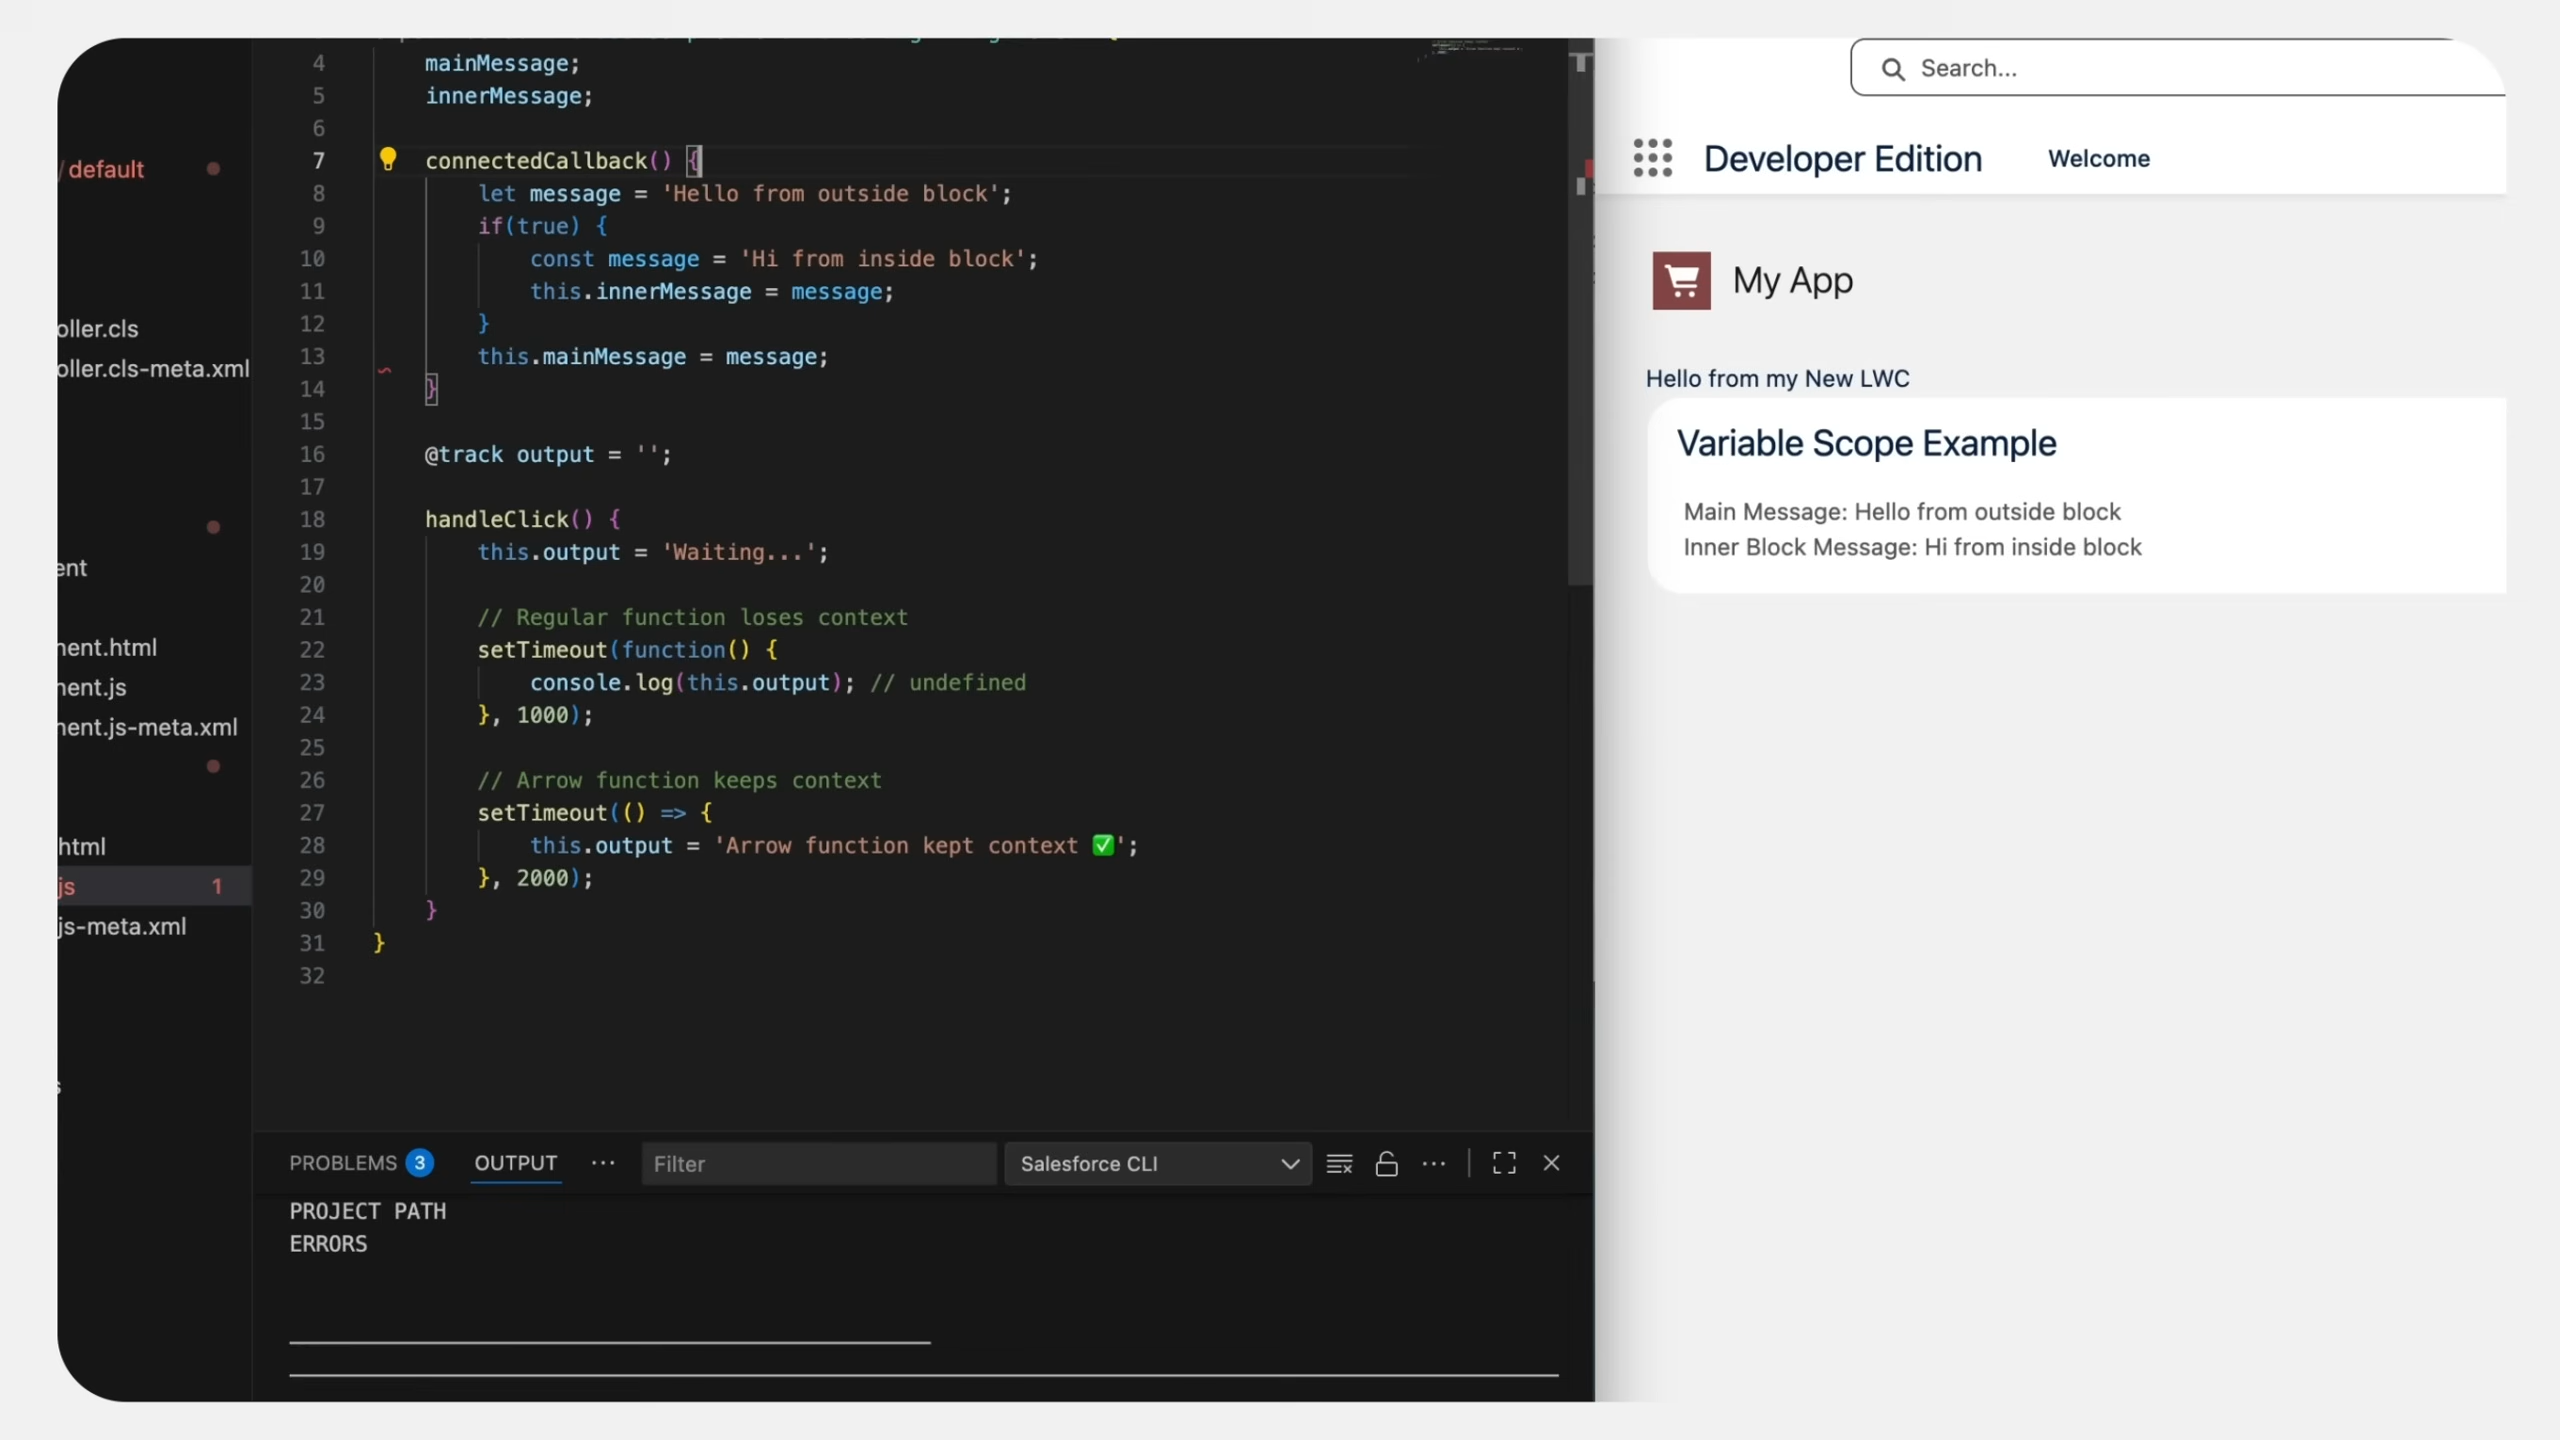 /default
oller.cls
oller.cls-meta.xml
ent
nent.html
nent.js
nent.js-meta.xml
html
js 1
js-meta.xml
4 mainMessage;
5 innerMessage;
6
7 connectedCallback() {
8 let message = 'Hello from outside block';
9 if(true) {
10 const message = 'Hi from inside block';
11 this.innerMessage = message;
12 }
13 this.mainMessage = message;
14 }
15
16 @track output = '';
17
18 handleClick() {
19 this.output = 'Waiting...';
20
21 // Regular function loses context
22 setTimeout(function() {
23 console.log(this.output); // undefined
24 }, 1000);
25
26 // Arrow function keeps context
27 setTimeout(() => {
28 this.output = 'Arrow function kept context ✅';
29 }, 2000);
30 }
31 }
32
PROBLEMS 3 OUTPUT ··· Filter Salesforce CLI
PROJECT PATH
ERRORS
Search...
Developer Edition Welcome
My App
Hello from my New LWC
Variable Scope Example
Main Message: Hello from outside block
Inner Block Message: Hi from inside block